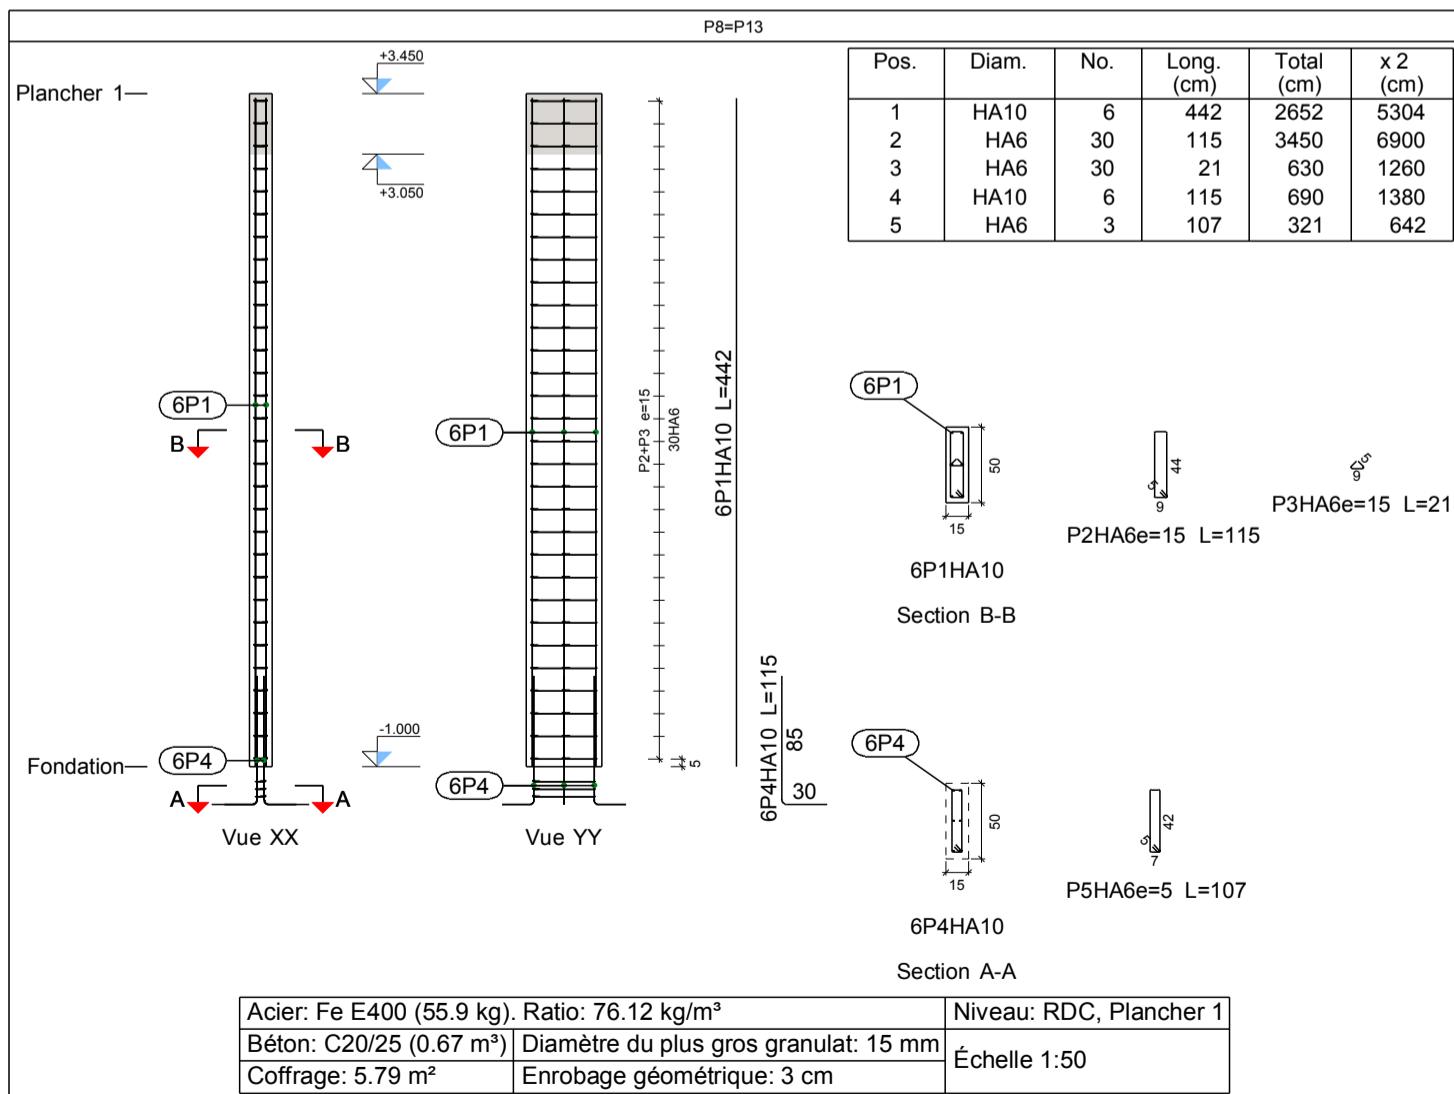 P8=P13
Plancher 1
+3.450
+3.050
Pos. Diam. No. Long. (cm) Total (cm) x 2 (cm)
1 HA10 6 442 2652 5304
2 HA6 30 115 3450 6900
3 HA6 30 21 630 1260
4 HA10 6 115 690 1380
5 HA6 3 107 321 642
6P1
B B
6P1
P2+P3 e=15
30HA6
6P1HA10 L=442
6P1
50
15
6P1HA10
Section B-B
44
5
9
P2HA6e=15 L=115
5
9
P3HA6e=15 L=21
-1.000
Fondation
6P4
A A
Vue XX
6P4
5
Vue YY
6P4HA10 L=115
85
30
6P4
50
15
6P4HA10
Section A-A
42
5
7
P5HA6e=5 L=107
Acier: Fe E400 (55.9 kg). Ratio: 76.12 kg/m³ Niveau: RDC, Plancher 1
Béton: C20/25 (0.67 m³) Diamètre du plus gros granulat: 15 mm
Échelle 1:50
Coffrage: 5.79 m² Enrobage géométrique: 3 cm